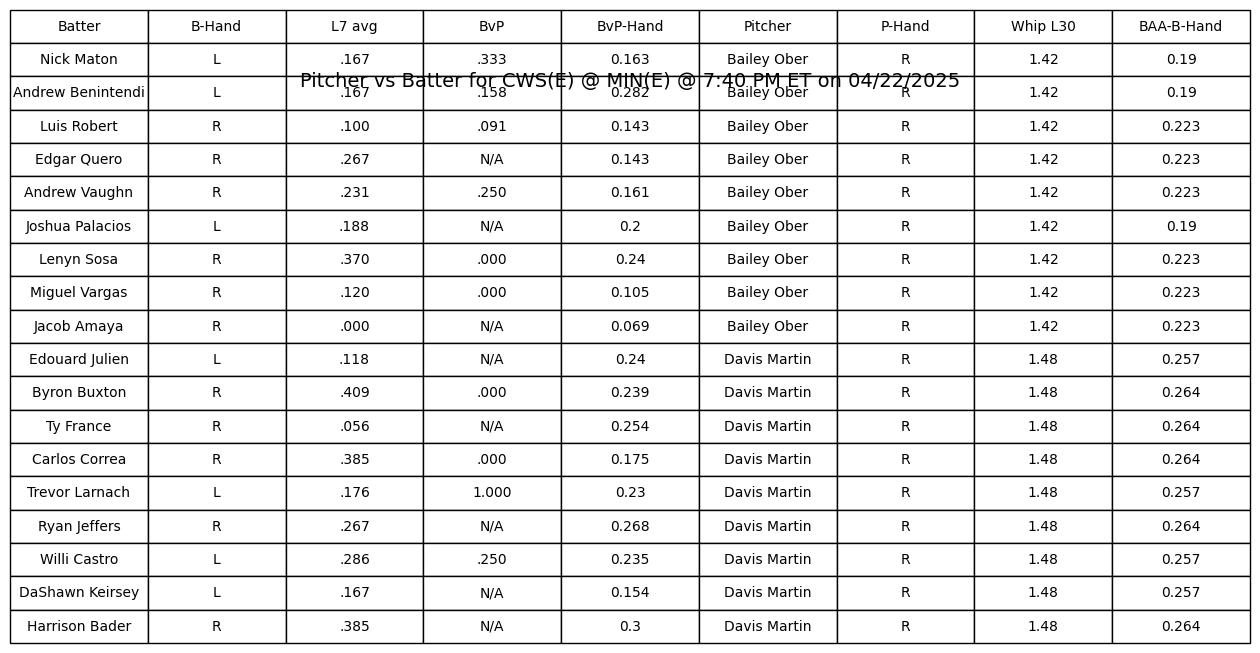 Batter B-Hand L7 avg BvP BvP-Hand Pitcher P-Hand Whip L30 BAA-B-Hand
Nick Maton L .167 .333 0.163 Bailey Ober R 1.42 0.19
Pitcher vs Batter for CWS(E) @ MIN(E) @ 7:40 PM ET on 04/22/2025
Andrew Benintendi L .167 .158 0.282 Bailey Ober R 1.42 0.19
Luis Robert R .100 .091 0.143 Bailey Ober R 1.42 0.223
Edgar Quero R .267 N/A 0.143 Bailey Ober R 1.42 0.223
Andrew Vaughn R .231 .250 0.161 Bailey Ober R 1.42 0.223
Joshua Palacios L .188 N/A 0.2 Bailey Ober R 1.42 0.19
Lenyn Sosa R .370 .000 0.24 Bailey Ober R 1.42 0.223
Miguel Vargas R .120 .000 0.105 Bailey Ober R 1.42 0.223
Jacob Amaya R .000 N/A 0.069 Bailey Ober R 1.42 0.223
Edouard Julien L .118 N/A 0.24 Davis Martin R 1.48 0.257
Byron Buxton R .409 .000 0.239 Davis Martin R 1.48 0.264
Ty France R .056 N/A 0.254 Davis Martin R 1.48 0.264
Carlos Correa R .385 .000 0.175 Davis Martin R 1.48 0.264
Trevor Larnach L .176 1.000 0.23 Davis Martin R 1.48 0.257
Ryan Jeffers R .267 N/A 0.268 Davis Martin R 1.48 0.264
Willi Castro L .286 .250 0.235 Davis Martin R 1.48 0.257
DaShawn Keirsey L .167 N/A 0.154 Davis Martin R 1.48 0.257
Harrison Bader R .385 N/A 0.3 Davis Martin R 1.48 0.264